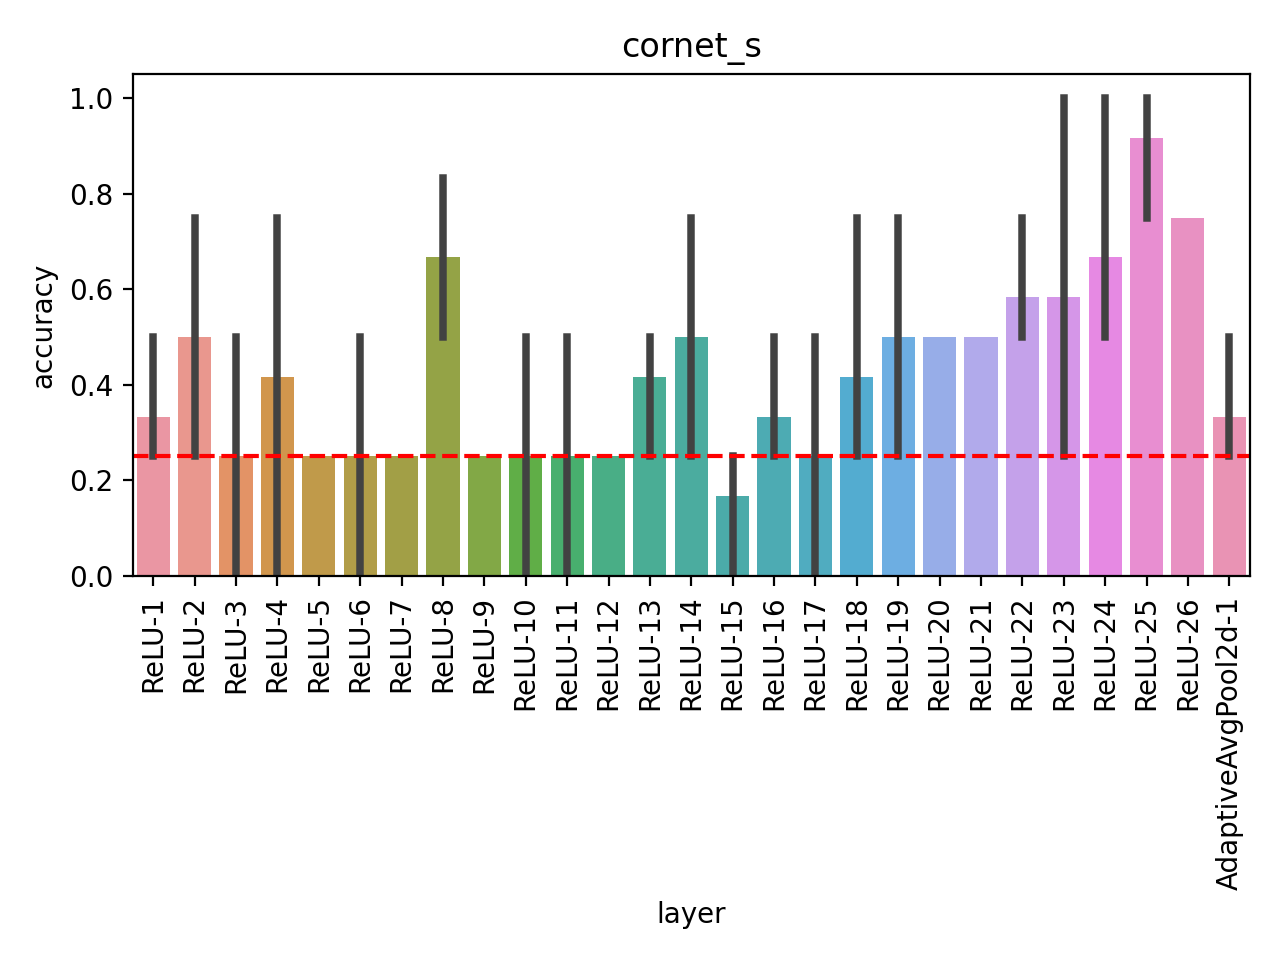 cornet_s
accuracy
1.0
0.8
0.6
0.4
0.2
0.0
ReLU-1
ReLU-2
ReLU-3
ReLU-4
ReLU-5
ReLU-6
ReLU-7
ReLU-8
ReLU-9
ReLU-10
ReLU-11
ReLU-12
ReLU-13
ReLU-14
ReLU-15
ReLU-16
ReLU-17
ReLU-18
ReLU-19
ReLU-20
ReLU-21
ReLU-22
ReLU-23
ReLU-24
ReLU-25
ReLU-26
AdaptiveAvgPool2d-1
layer